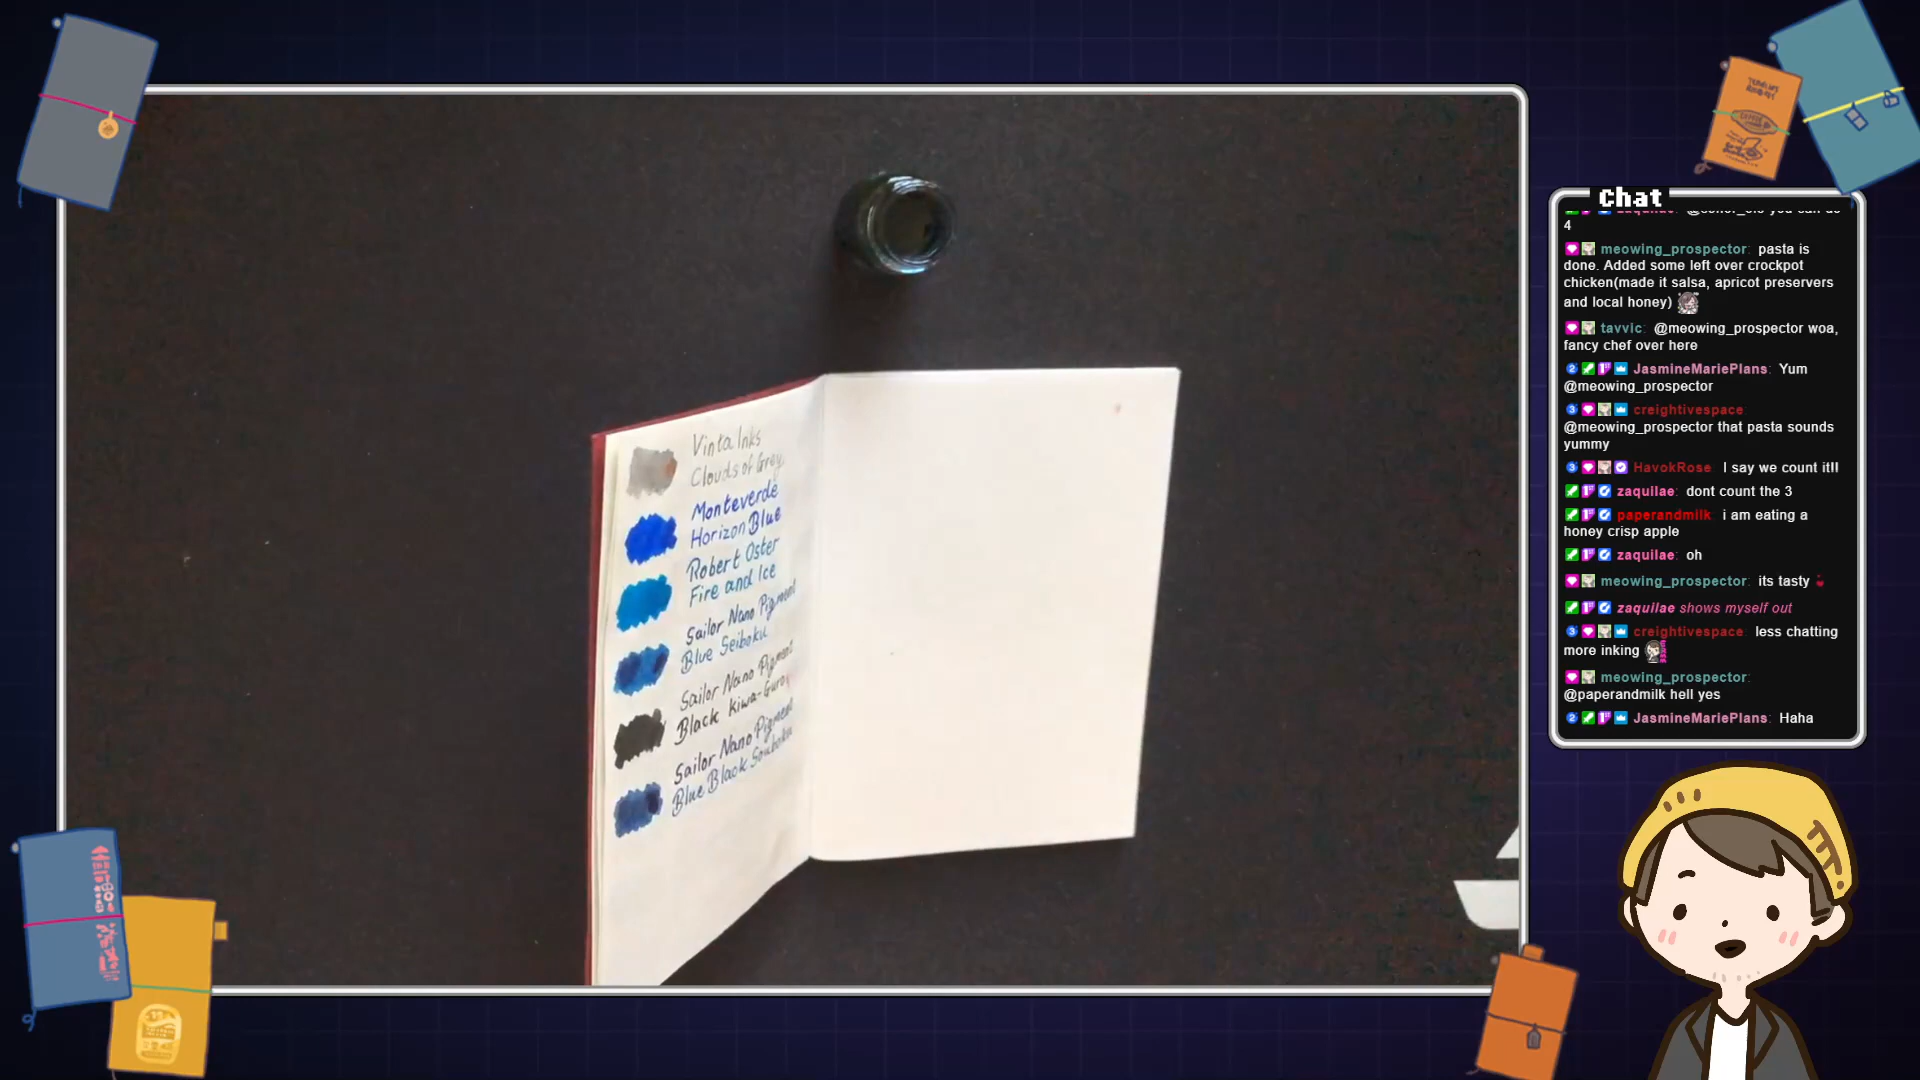 Vinta Inks
Clouds of Grey
Monteverde
Horizon Blue
Robert Oster
Fire and Ice
Sailor Nano Pigment
Blue Seiboku
Sailor Nano Pigment
Black Kiwa-Guro
Sailor Nano Pigment
Blue Black Souboku
chat
4
meowing_prospector: pasta is
done. Added some left over crockpot
chicken(made it salsa, apricot preservers
and local honey)
tavvic: @meowing_prospector woa,
fancy chef over here
JasmineMariePlans: Yum
@meowing_prospector
creightivespace:
@meowing_prospector that pasta sounds
yummy
HavokRose: I say we count it!!
zaquilae: dont count the 3
paperandmilk: i am eating a
honey crisp apple
zaquilae: oh
meowing_prospector: its tasty
zaquilae shows myself out
creightivespace: less chatting
more inking
meowing_prospector:
@paperandmilk hell yes
JasmineMariePlans: Haha